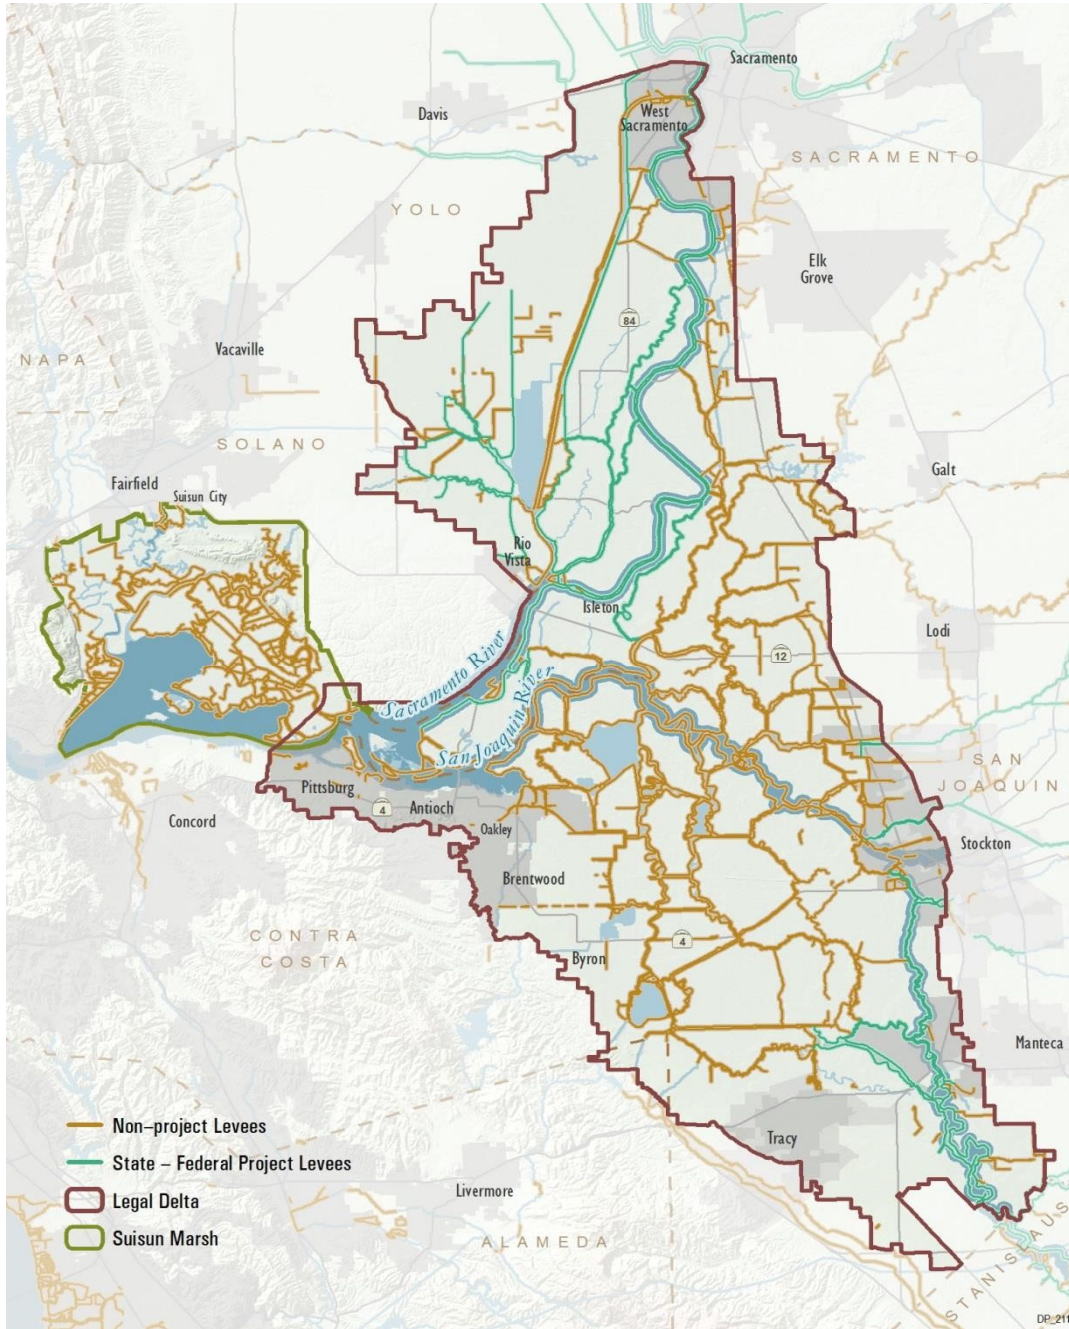 Sacramento
Davis
West
Sacramento
SACRAMENTO
YOLO
Elk
Grove
84
Vacaville
NAPA
SOLANO
Galt
Fairfield
Suisun City
Rio
Vista
Isleton
Lodi
12
Sacramento River
San Joaquin River
SAN
JOAQUIN
Pittsburg
4
Antioch
Concord
Oakley
Stockton
Brentwood
CONTRA
COSTA
4
Byron
Manteca
Non–project Levees
State – Federal Project Levees
Legal Delta
Suisun Marsh
Tracy
Livermore
ALAMEDA
STANISLAUS
DP_211